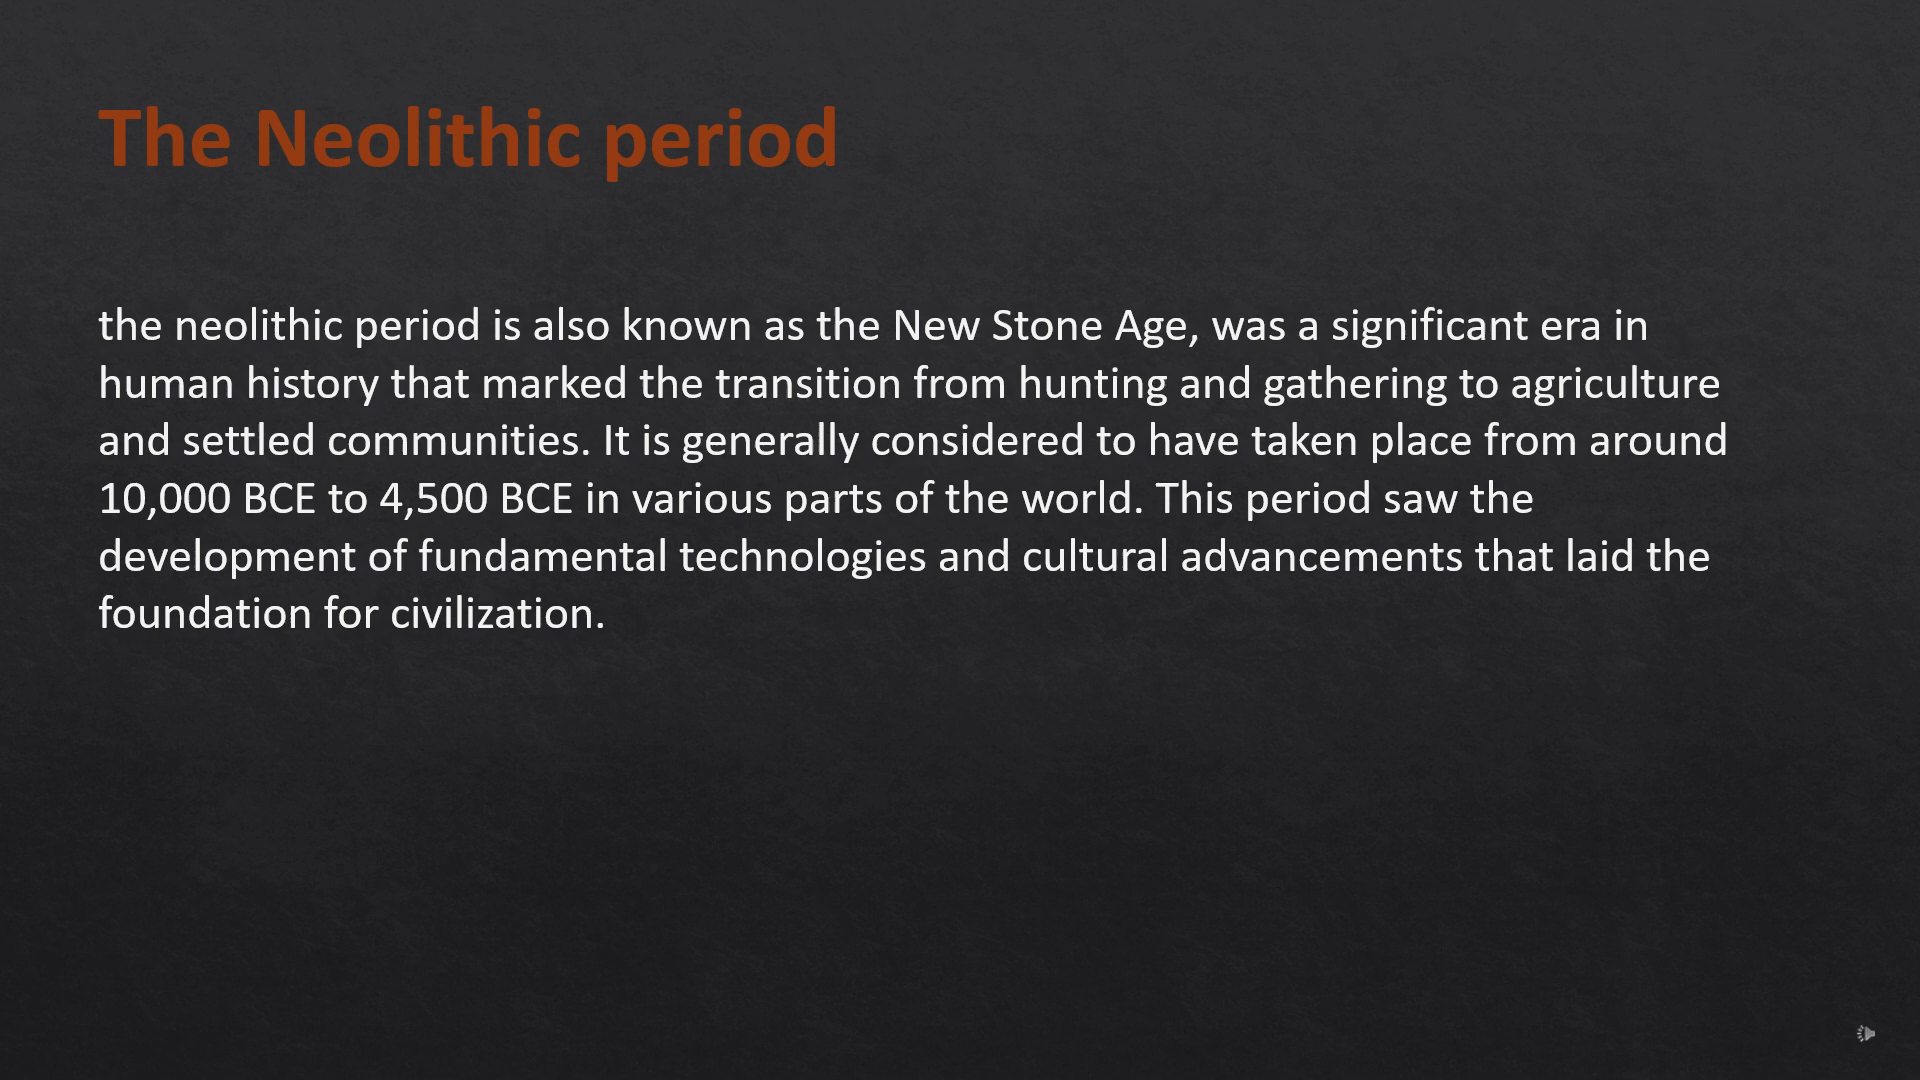 The Neolithic period
the neolithic period is also known as the New Stone Age, was a significant era in
human history that marked the transition from hunting and gathering to agriculture
and settled communities. It is generally considered to have taken place from around
10,000 BCE to 4,500 BCE in various parts of the world. This period saw the
development of fundamental technologies and cultural advancements that laid the
foundation for civilization.